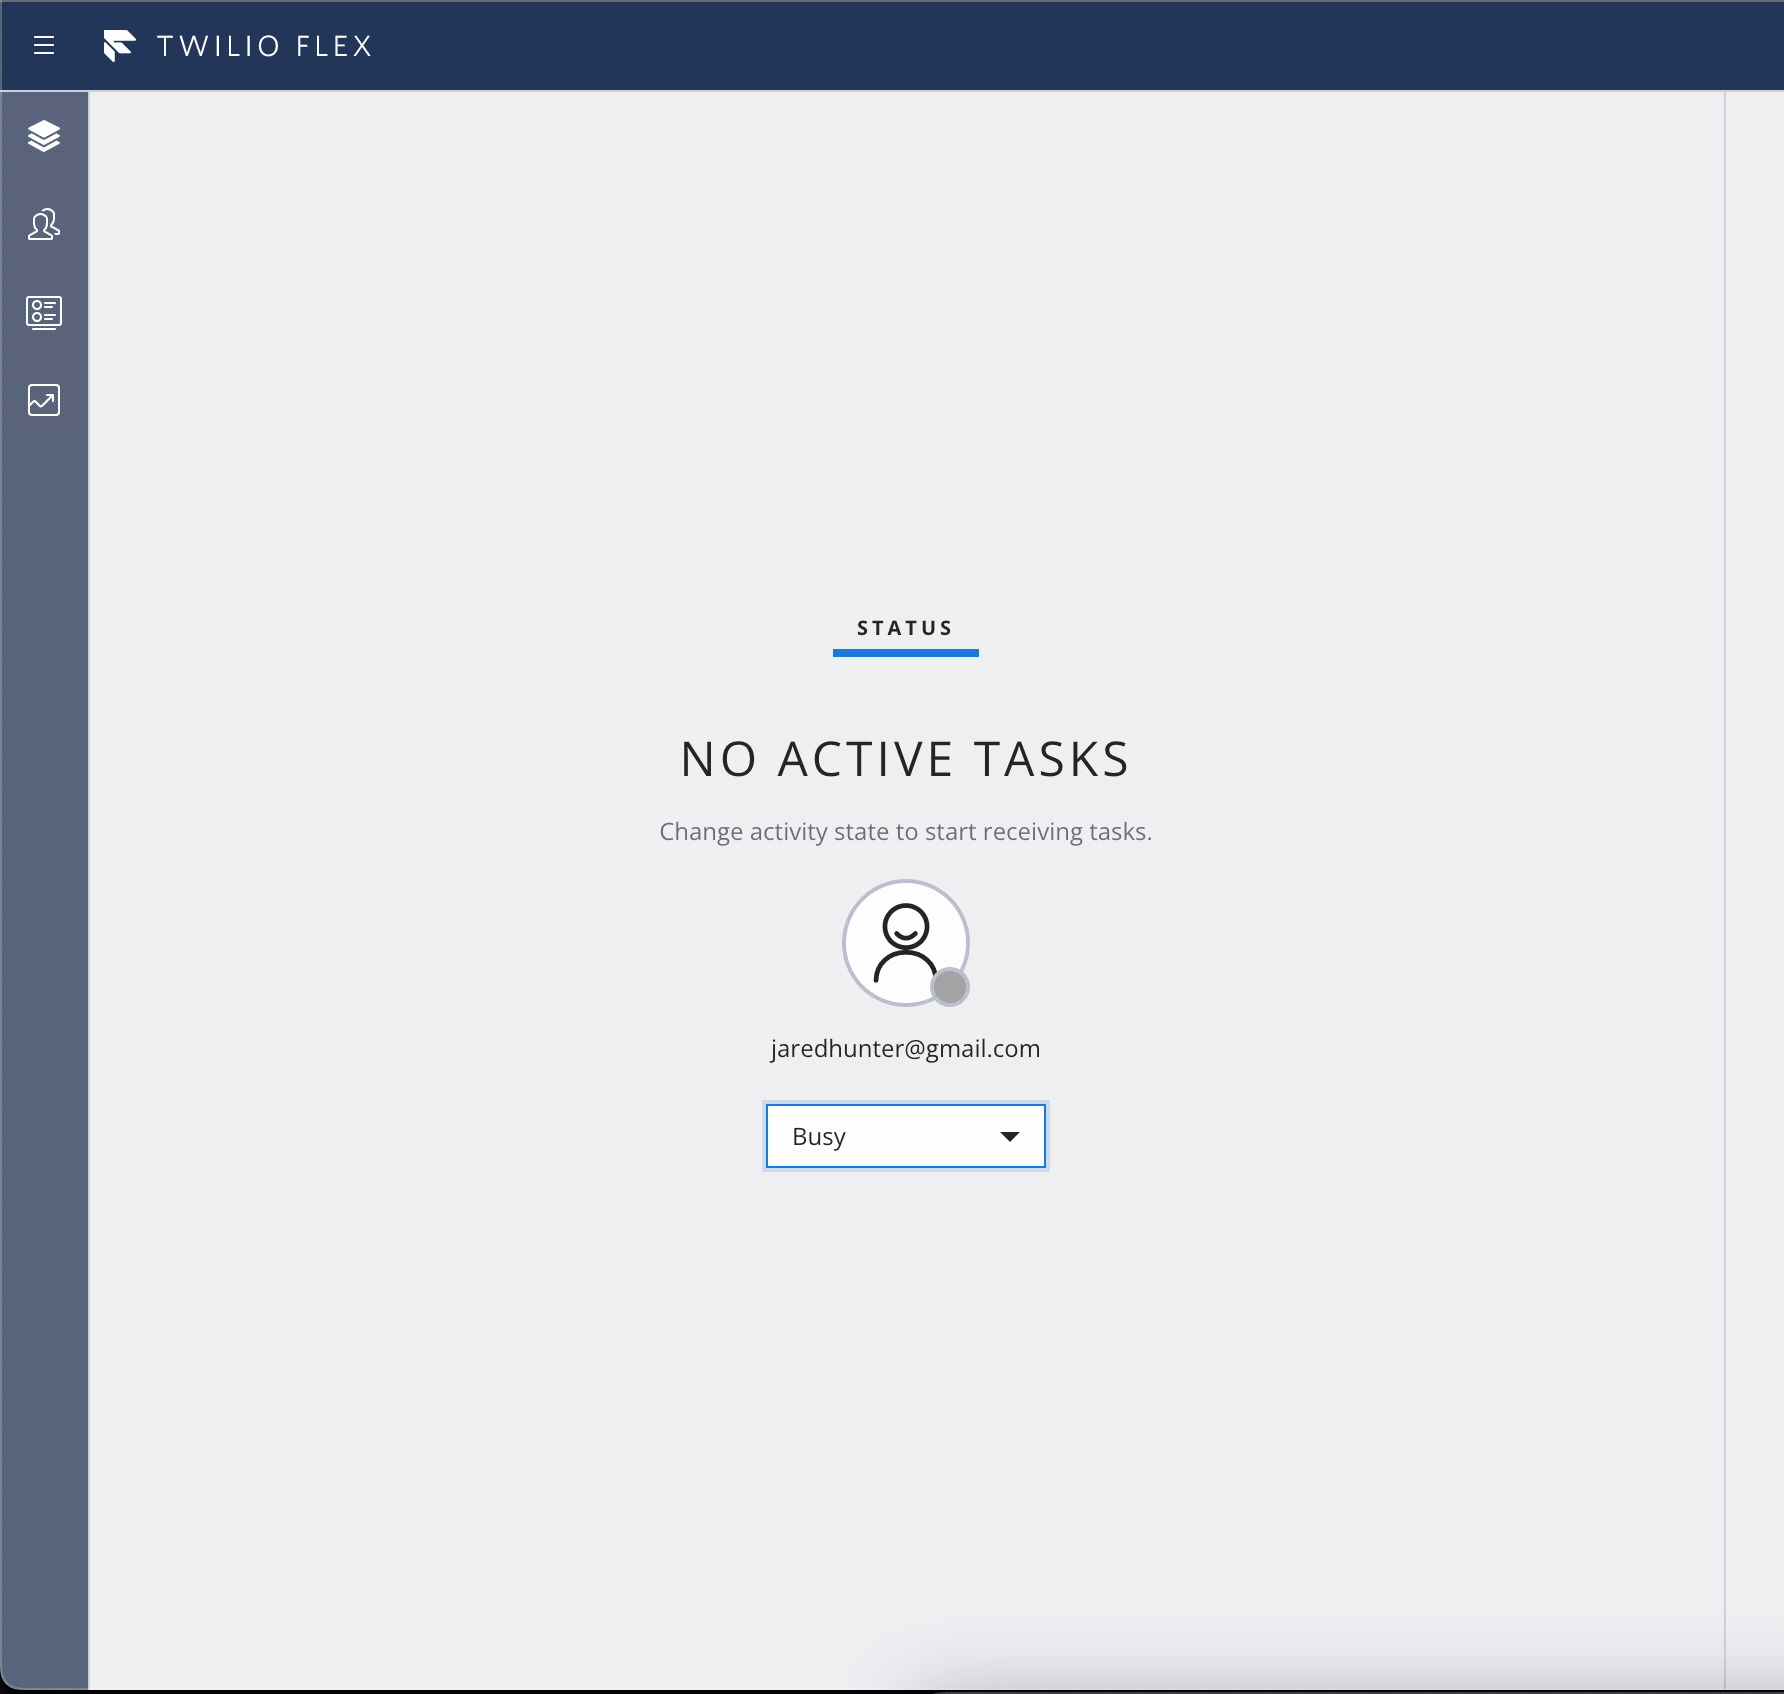 TWILIO FLEX
STATUS
NO ACTIVE TASKS
Change activity state to start receiving tasks.
jaredhunter@gmail.com
Busy